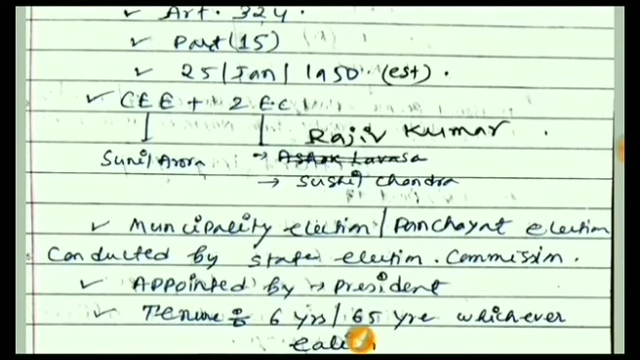 ✓ Art. 324.
✓ Part (15)
✓ 25/Jan/1950. (est).
✓ CEE + 2 EC
Rajiv Kumar.
Sunil Arora → Ashok Lavasa
→ Sushil Chandra
✓ Muncipality election / Panchayat election
Conducted by state election. Commission.
✓ Appointed by → president
✓ Tenure ÷ 6 yrs / 65 yrs whichever